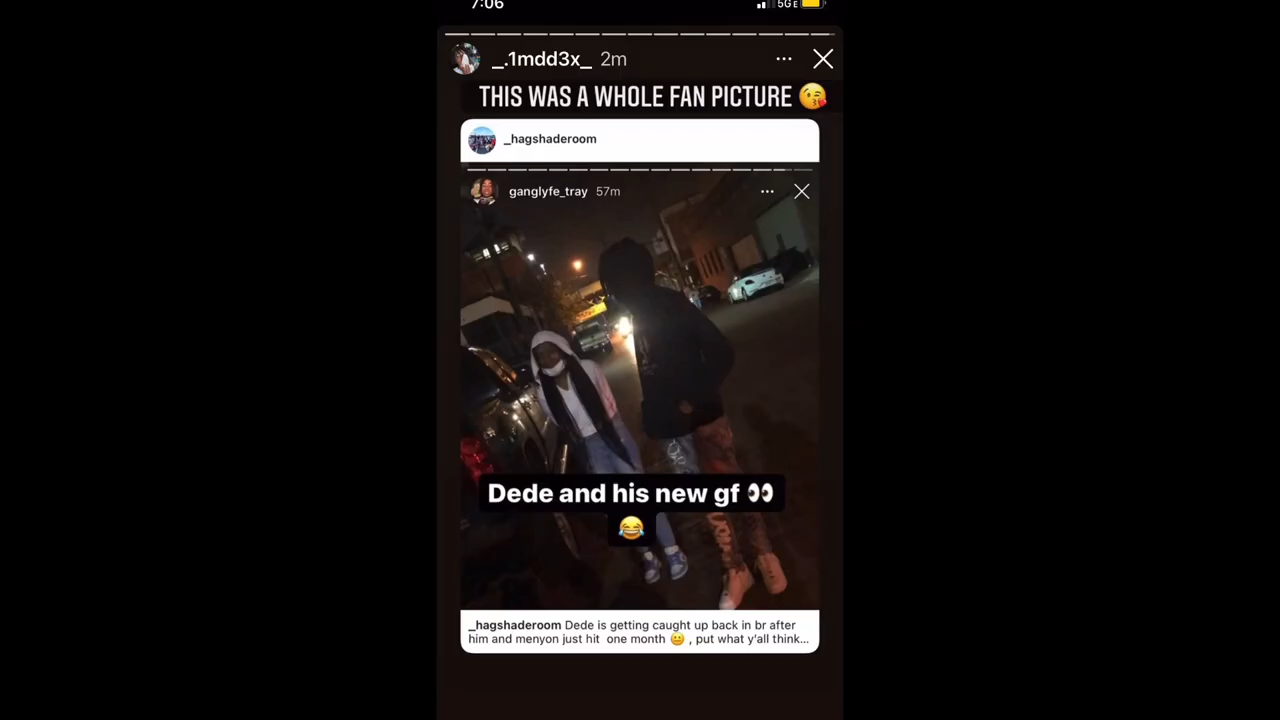 7:06
5GE
_.1mdd3x_ 2m
THIS WAS A WHOLE FAN PICTURE 😘
_hagshaderoom
ganglyfe_tray 57m
Dede and his new gf 👀
😂
_hagshaderoom Dede is getting caught up back in br after
him and menyon just hit one month 😐 , put what y'all think...